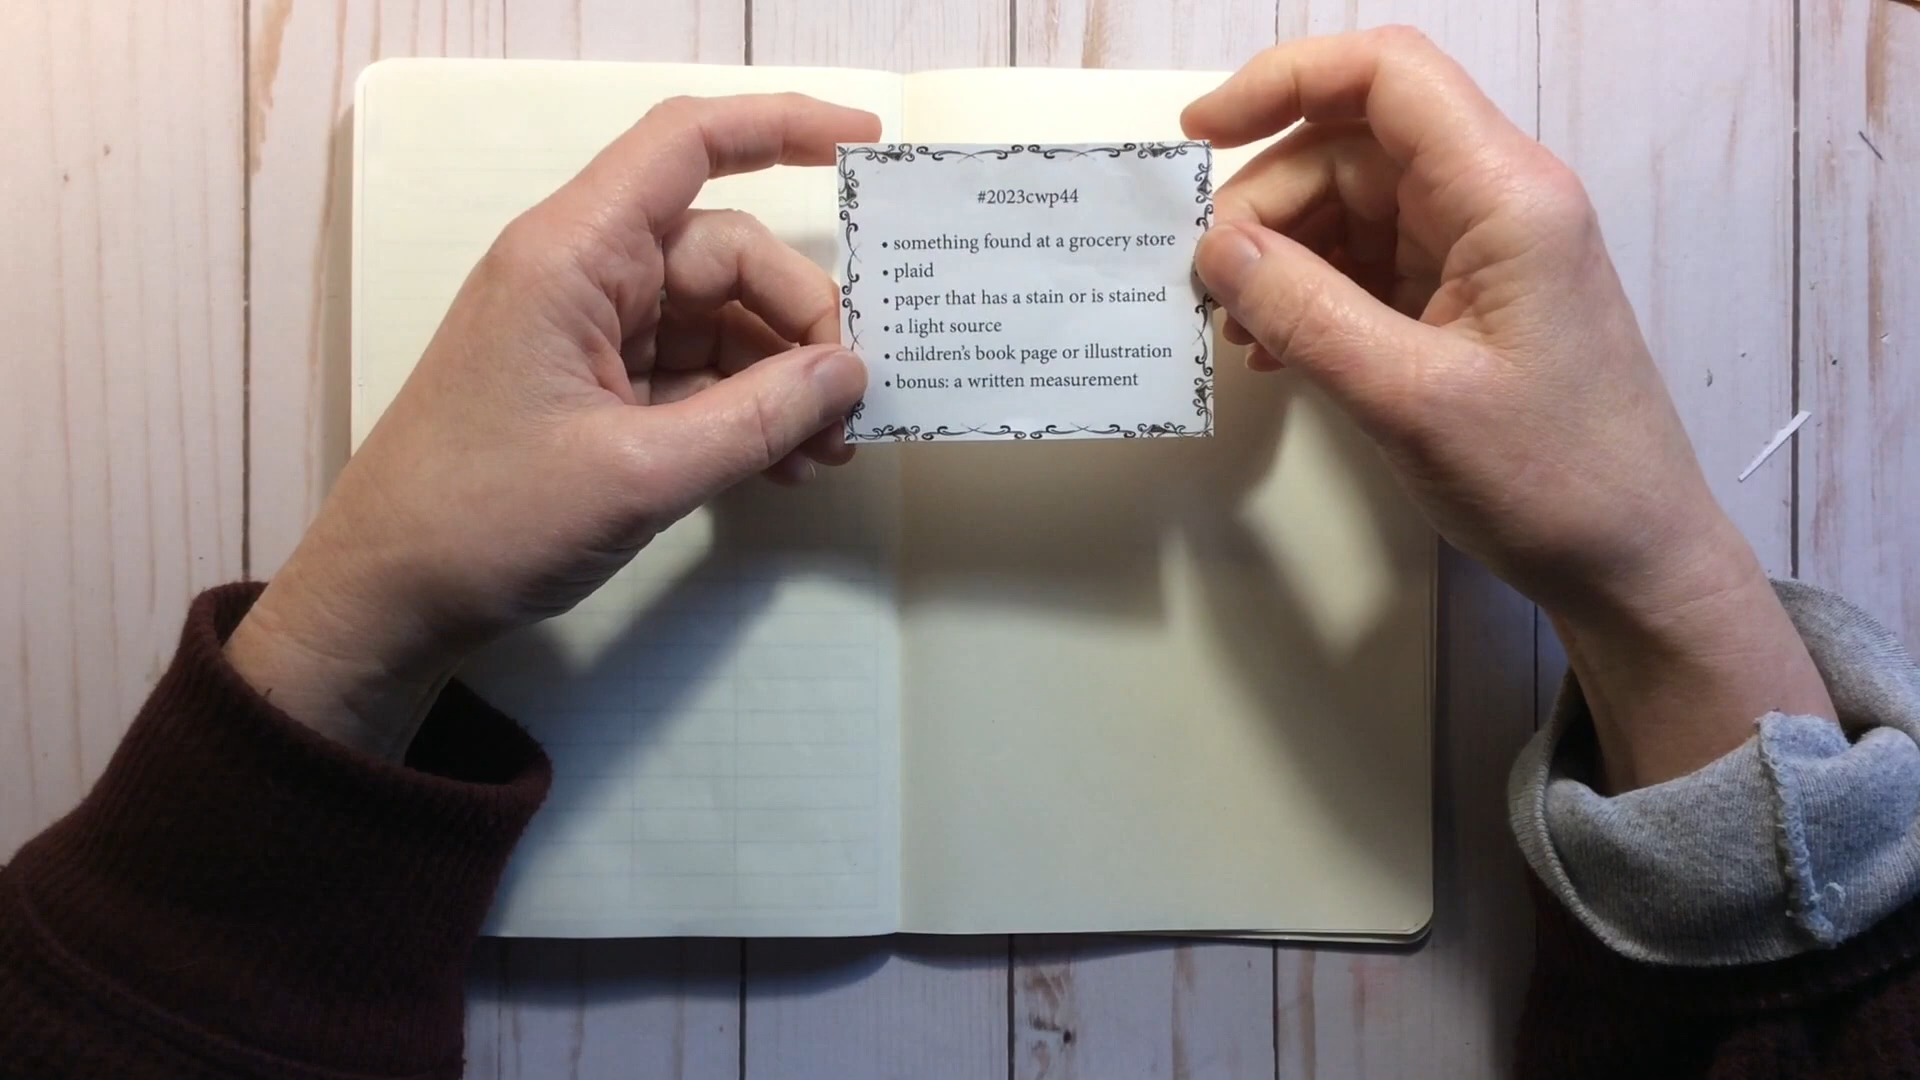 #2023cwp44
• something found at a grocery store
• plaid
• paper that has a stain or is stained
• a light source
• children's book page or illustration
• bonus: a written measurement